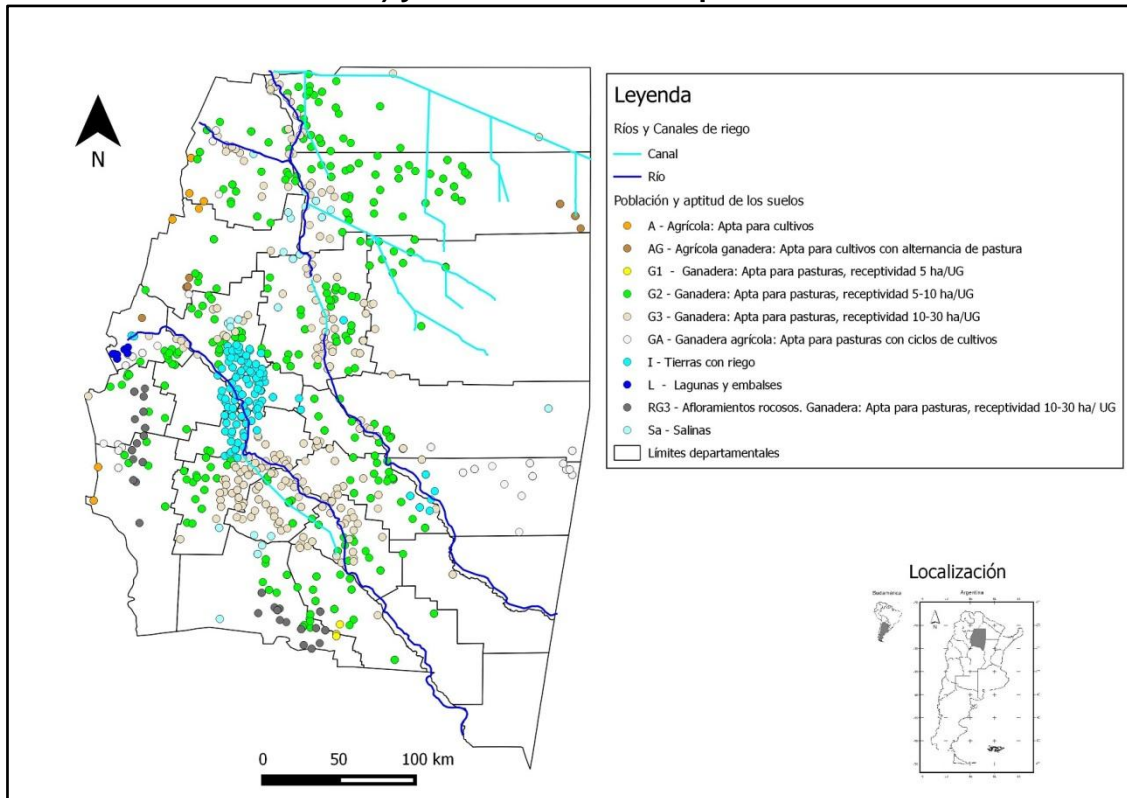 N
0 50 100 km
Leyenda
Ríos y Canales de riego
Canal
Río
Población y aptitud de los suelos
A - Agrícola: Apta para cultivos
AG - Agrícola ganadera: Apta para cultivos con alternancia de pastura
G1 - Ganadera: Apta para pasturas, receptividad 5 ha/UG
G2 - Ganadera: Apta para pasturas, receptividad 5-10 ha/UG
G3 - Ganadera: Apta para pasturas, receptividad 10-30 ha/UG
GA - Ganadera agrícola: Apta para pasturas con ciclos de cultivos
I - Tierras con riego
L - Lagunas y embalses
RG3 - Afloramientos rocosos. Ganadera: Apta para pasturas, receptividad 10-30 ha/ UG
Sa - Salinas
Límites departamentales
Localización
Argentina